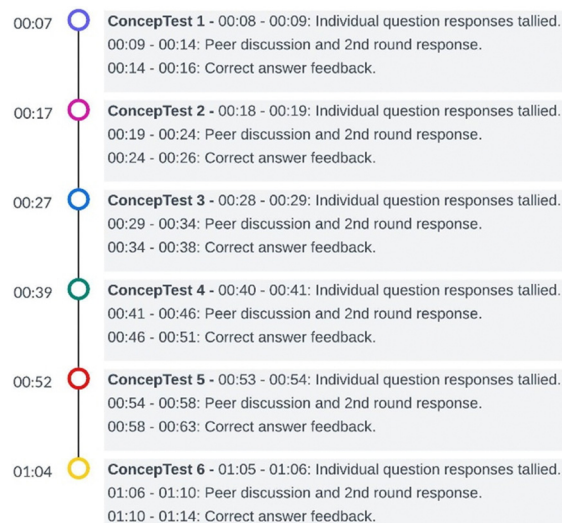 00:07 ConcepTest 1 - 00:08 - 00:09: Individual question responses tallied.
00:09 - 00:14: Peer discussion and 2nd round response.
00:14 - 00:16: Correct answer feedback.
00:17 ConcepTest 2 - 00:18 - 00:19: Individual question responses tallied.
00:19 - 00:24: Peer discussion and 2nd round response.
00:24 - 00:26: Correct answer feedback.
00:27 ConcepTest 3 - 00:28 - 00:29: Individual question responses tallied.
00:29 - 00:34: Peer discussion and 2nd round response.
00:34 - 00:38: Correct answer feedback.
00:39 ConcepTest 4 - 00:40 - 00:41: Individual question responses tallied.
00:41 - 00:46: Peer discussion and 2nd round response.
00:46 - 00:51: Correct answer feedback.
00:52 ConcepTest 5 - 00:53 - 00:54: Individual question responses tallied.
00:54 - 00:58: Peer discussion and 2nd round response.
00:58 - 00:63: Correct answer feedback.
01:04 ConcepTest 6 - 01:05 - 01:06: Individual question responses tallied.
01:06 - 01:10: Peer discussion and 2nd round response.
01:10 - 01:14: Correct answer feedback.